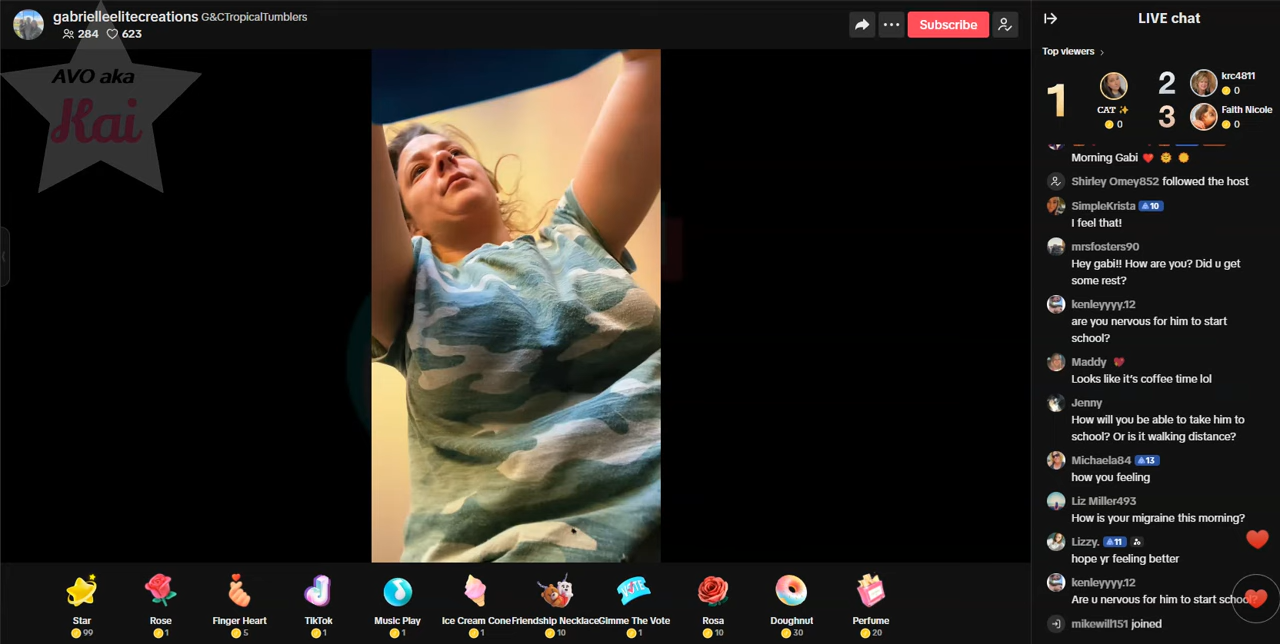 gabrielleelitecreations G&CTropicalTumblers
284 623
Subscribe
AVO aka
Kai
LIVE chat
Top viewers
1
CAT
0
2
krc4811
0
3
Faith Nicole
0
Morning Gabi
Shirley Omey852 followed the host
SimpleKrista 10
I feel that!
mrsfosters90
Hey gabi!! How are you? Did u get
some rest?
kenleyyyy.12
are you nervous for him to start
school?
Maddy
Looks like it's coffee time lol
Jenny
How will you be able to take him to
school? Or is it walking distance?
Michaela84 13
how you feeling
Liz Miller493
How is your migraine this morning?
Lizzy. 11
hope yr feeling better
kenleyyyy.12
Are u nervous for him to start school?
mikewill151 joined
Star
99
Rose
1
Finger Heart
5
TikTok
1
Music Play
1
Ice Cream Cone
1
Friendship Necklace
10
VOTE
Gimme The Vote
1
Rosa
10
Doughnut
30
Perfume
20